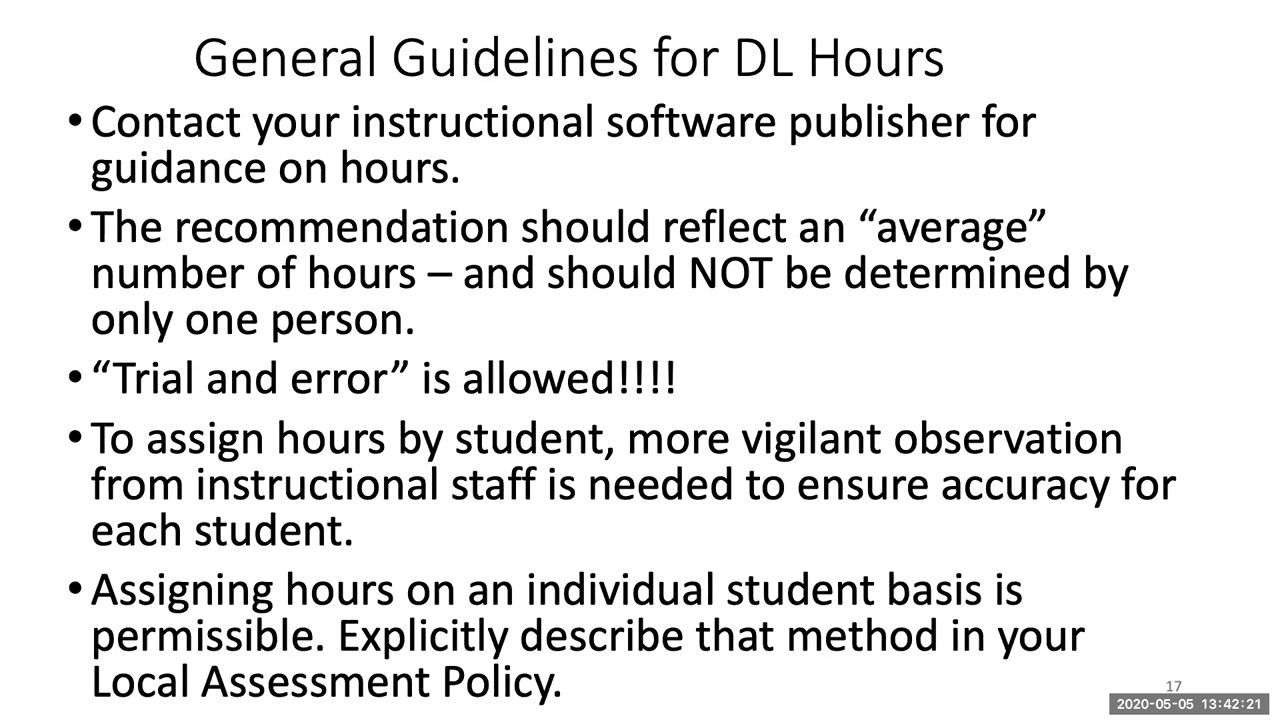 General Guidelines for DL Hours
• Contact your instructional software publisher for
guidance on hours.
• The recommendation should reflect an “average”
number of hours – and should NOT be determined by
only one person.
• “Trial and error” is allowed!!!!
• To assign hours by student, more vigilant observation
from instructional staff is needed to ensure accuracy for
each student.
• Assigning hours on an individual student basis is
permissible. Explicitly describe that method in your
Local Assessment Policy.
17
2020-05-05 13:42:21